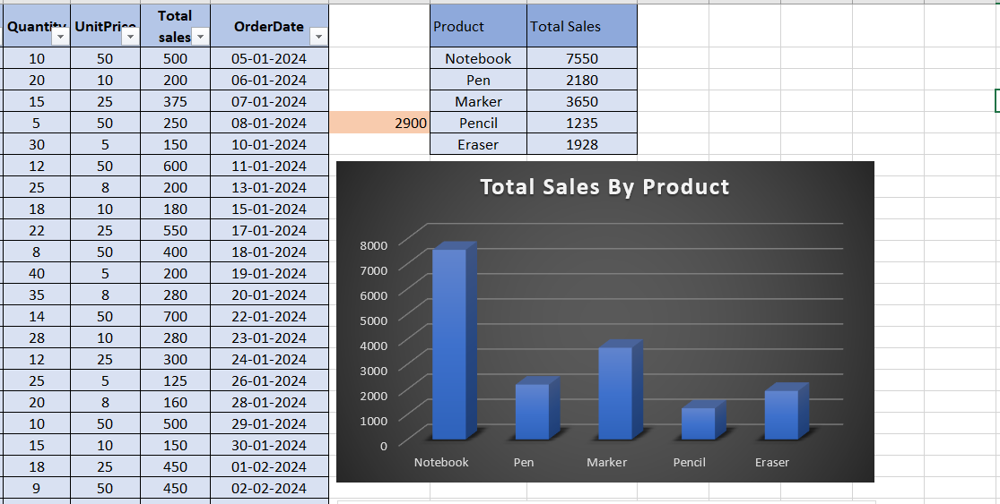 Quantity UnitPrice Total sales OrderDate Product Total Sales
10 50 500 05-01-2024 Notebook 7550
20 10 200 06-01-2024 Pen 2180
15 25 375 07-01-2024 Marker 3650
5 50 250 08-01-2024 2900 Pencil 1235
30 5 150 10-01-2024 Eraser 1928
12 50 600 11-01-2024
25 8 200 13-01-2024
18 10 180 15-01-2024
22 25 550 17-01-2024
8 50 400 18-01-2024
40 5 200 19-01-2024
35 8 280 20-01-2024
14 50 700 22-01-2024
28 10 280 23-01-2024
12 25 300 24-01-2024
25 5 125 26-01-2024
20 8 160 28-01-2024
10 50 500 29-01-2024
15 10 150 30-01-2024
18 25 450 01-02-2024
9 50 450 02-02-2024
Total Sales By Product
8000
7000
6000
5000
4000
3000
2000
1000
0
Notebook Pen Marker Pencil Eraser